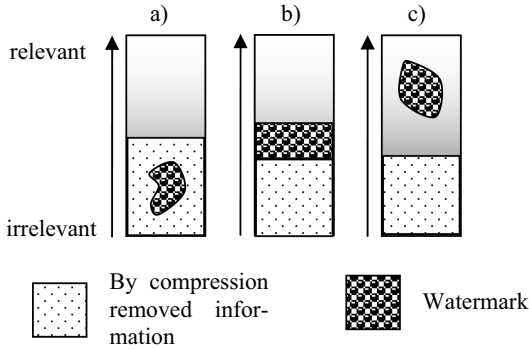 a) b) c)
relevant
irrelevant
By compression
removed infor-
mation
Watermark